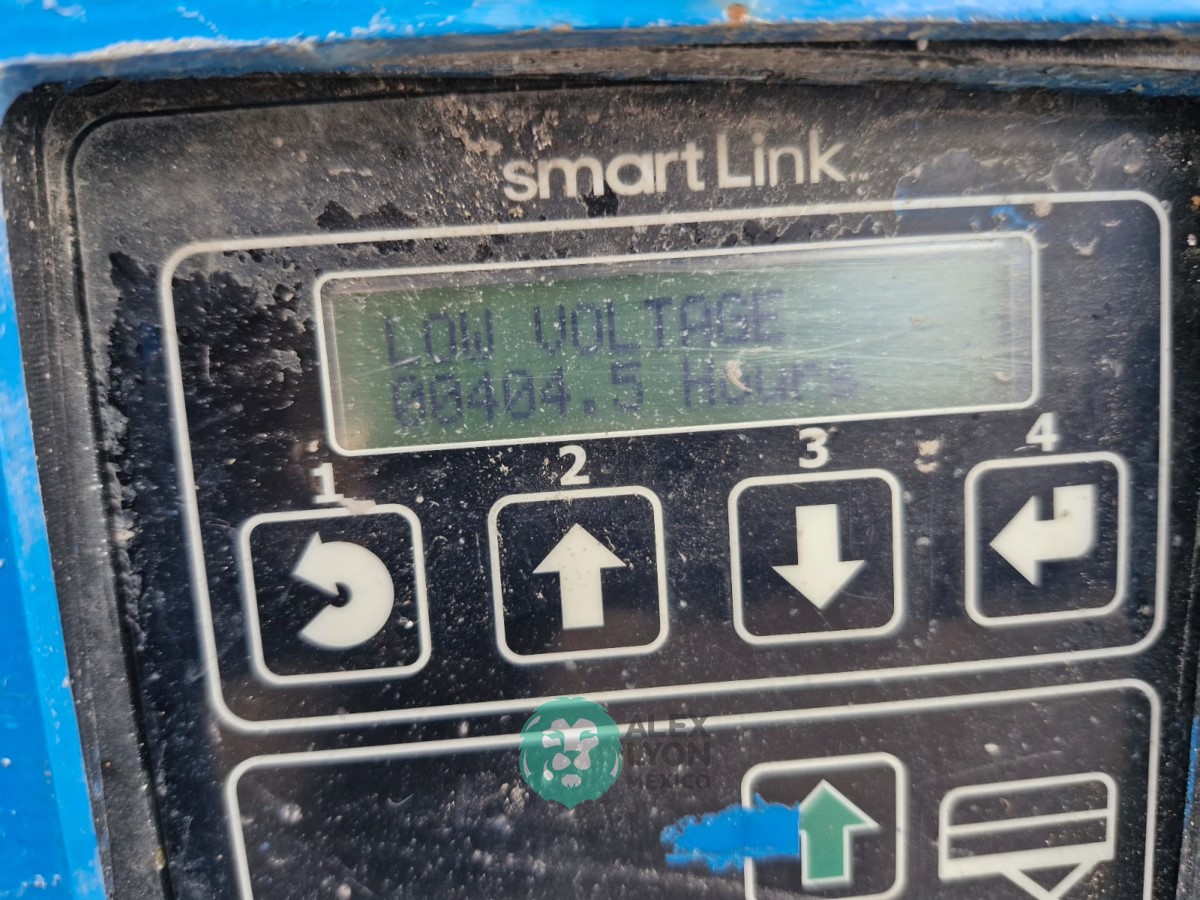 smart Link
LOW VOLTAGE
00404.5 Hours
1
2
3
4
ALEX
LYON
MÉXICO